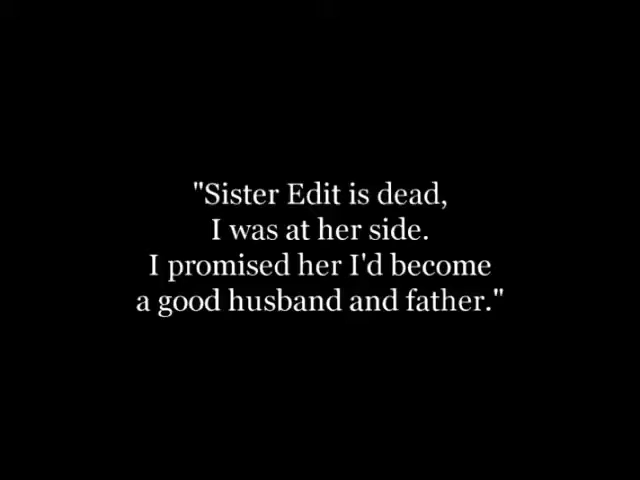 "Sister Edit is dead,
I was at her side.
I promised her I'd become
a good husband and father."